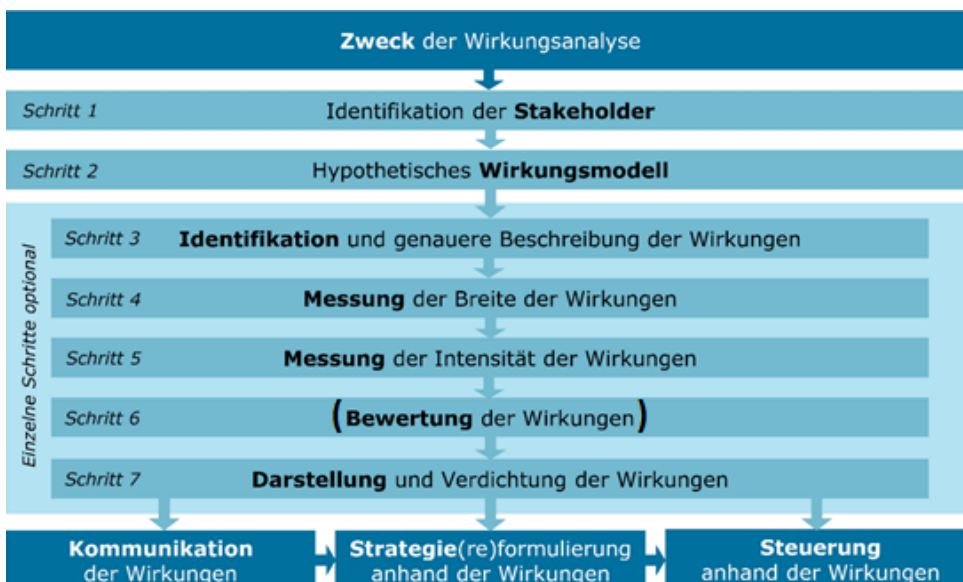 Zweck der Wirkungsanalyse
Schritt 1 Identifikation der Stakeholder
Schritt 2 Hypothetisches Wirkungsmodell
Einzelne Schritte optional
Schritt 3 Identifikation und genauere Beschreibung der Wirkungen
Schritt 4 Messung der Breite der Wirkungen
Schritt 5 Messung der Intensität der Wirkungen
Schritt 6 (Bewertung der Wirkungen)
Schritt 7 Darstellung und Verdichtung der Wirkungen
Kommunikation
der Wirkungen
Strategie(re)formulierung
anhand der Wirkungen
Steuerung
anhand der Wirkungen